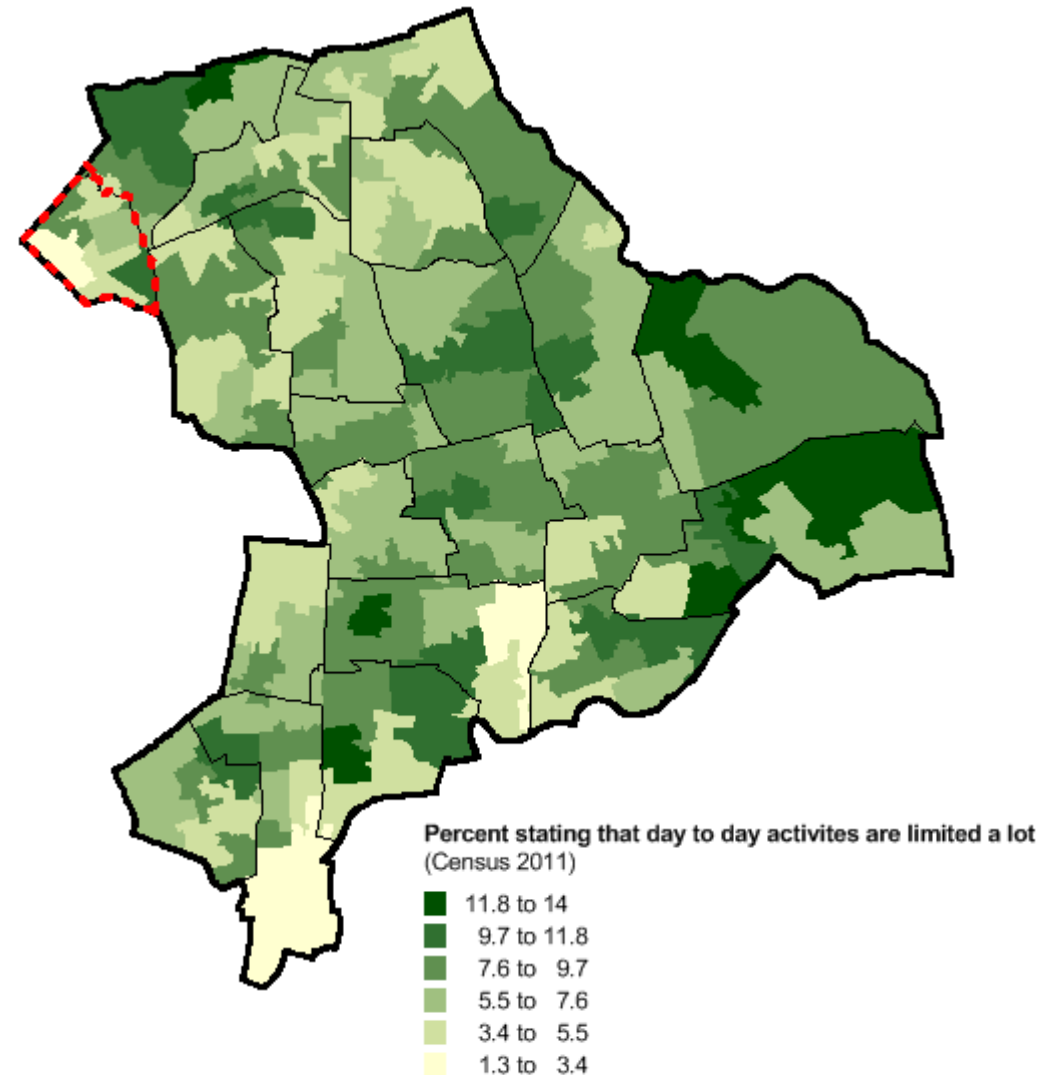 Percent stating that day to day activites are limited a lot
(Census 2011)
11.8 to 14
9.7 to 11.8
7.6 to 9.7
5.5 to 7.6
3.4 to 5.5
1.3 to 3.4